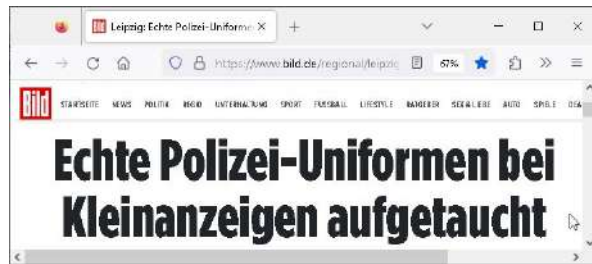 Leipzig: Echte Polizei-Uniforme
https://www.bild.de/regional/leipzig
67%
Bild
STARTSEITE NEWS POLITIK REGIO UNTERHALTUNG SPORT FUSSBALL LIFESTYLE RATGEBER SEX & LIEBE AUTO SPIELE DEA
Echte Polizei-Uniformen bei
Kleinanzeigen aufgetaucht